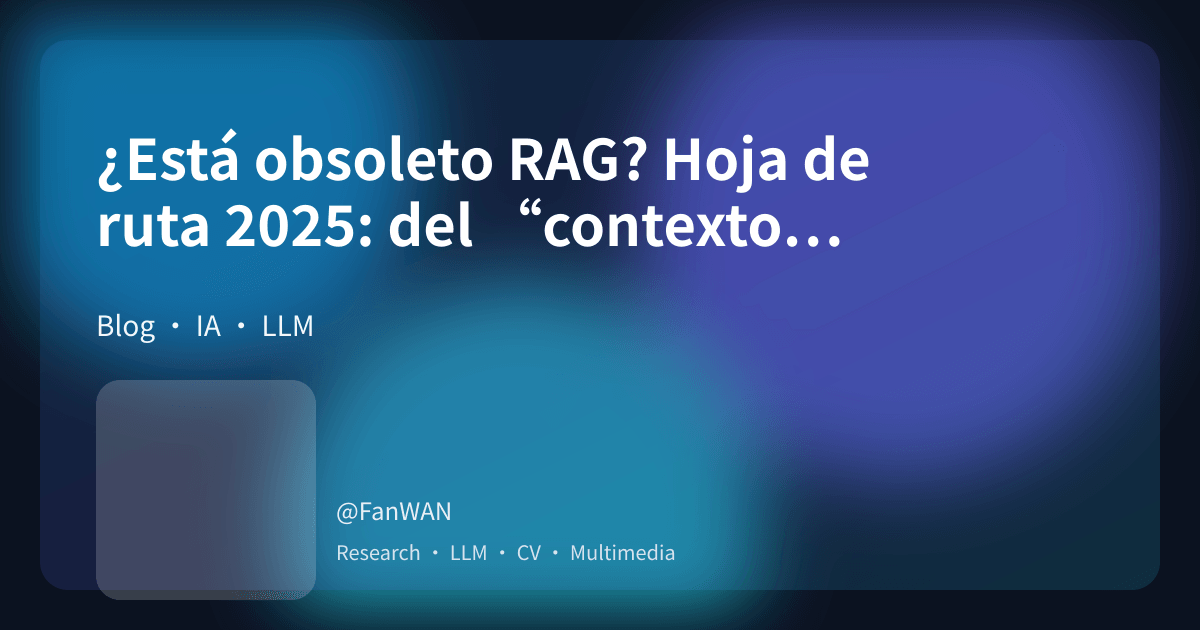 ¿Está obsoleto RAG? Hoja de
ruta 2025: del “contexto…
Blog · IA · LLM
@FanWAN
Research · LLM · CV · Multimedia